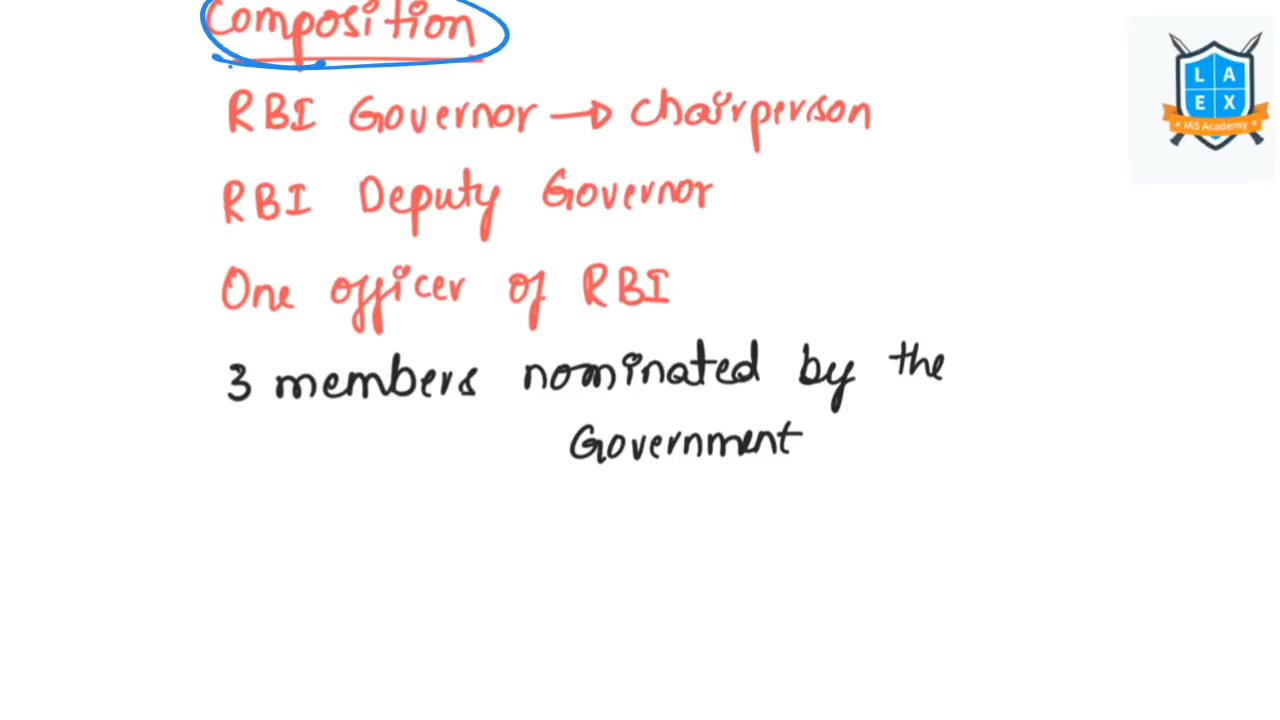 Composition
RBI Governor → Chairperson
RBI Deputy Governor
One officer of RBI
3 members nominated by the
Government
L A
E X
IAS Academy